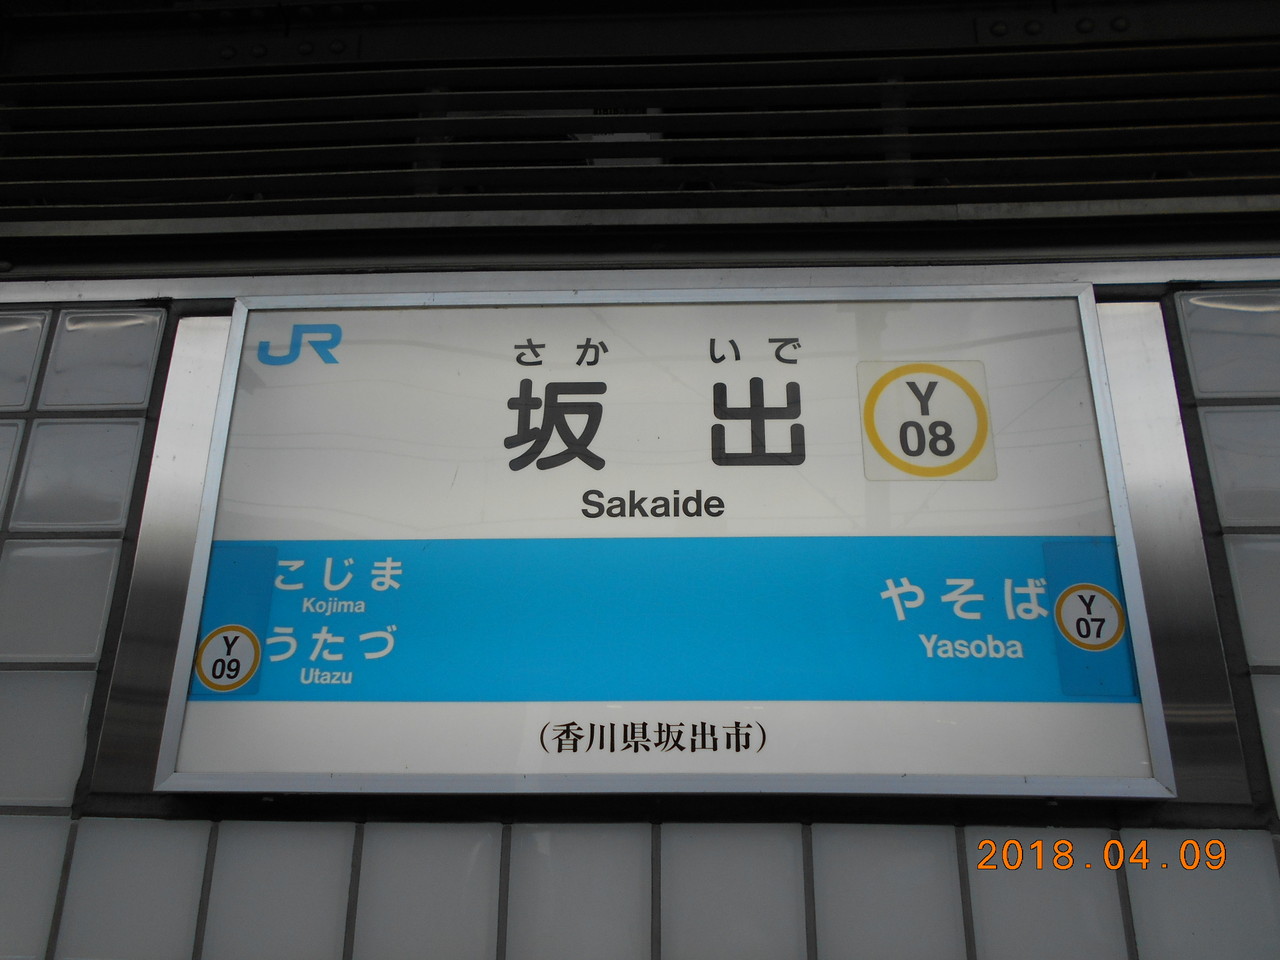 JR
さか いで
坂 出
Y
08
Sakaide
こじま
Kojima
Y
09
うたづ
Utazu
やそば
Yasoba
Y
07
(香川県坂出市)
2018.04.09